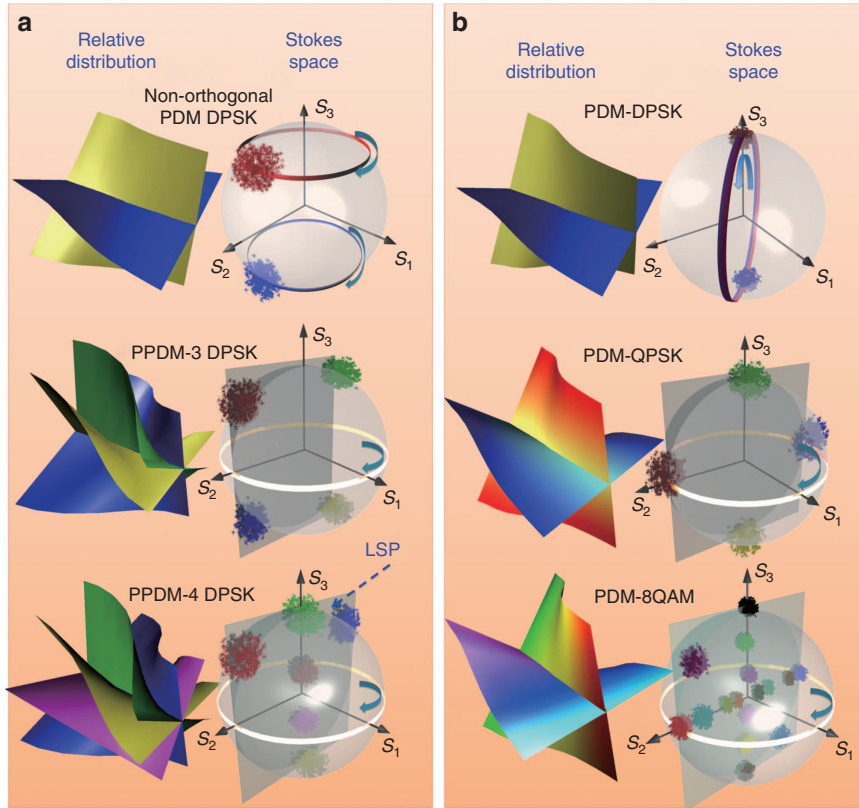 a
Relative
distribution
Stokes
space
Non-orthogonal
PDM DPSK
S3
S2
S1
PPDM-3 DPSK
S3
S2
S1
LSP
PPDM-4 DPSK
S3
S2
S1
b
Relative
distribution
Stokes
space
PDM-DPSK
S3
S2
S1
PDM-QPSK
S3
S2
S1
PDM-8QAM
S3
S2
S1